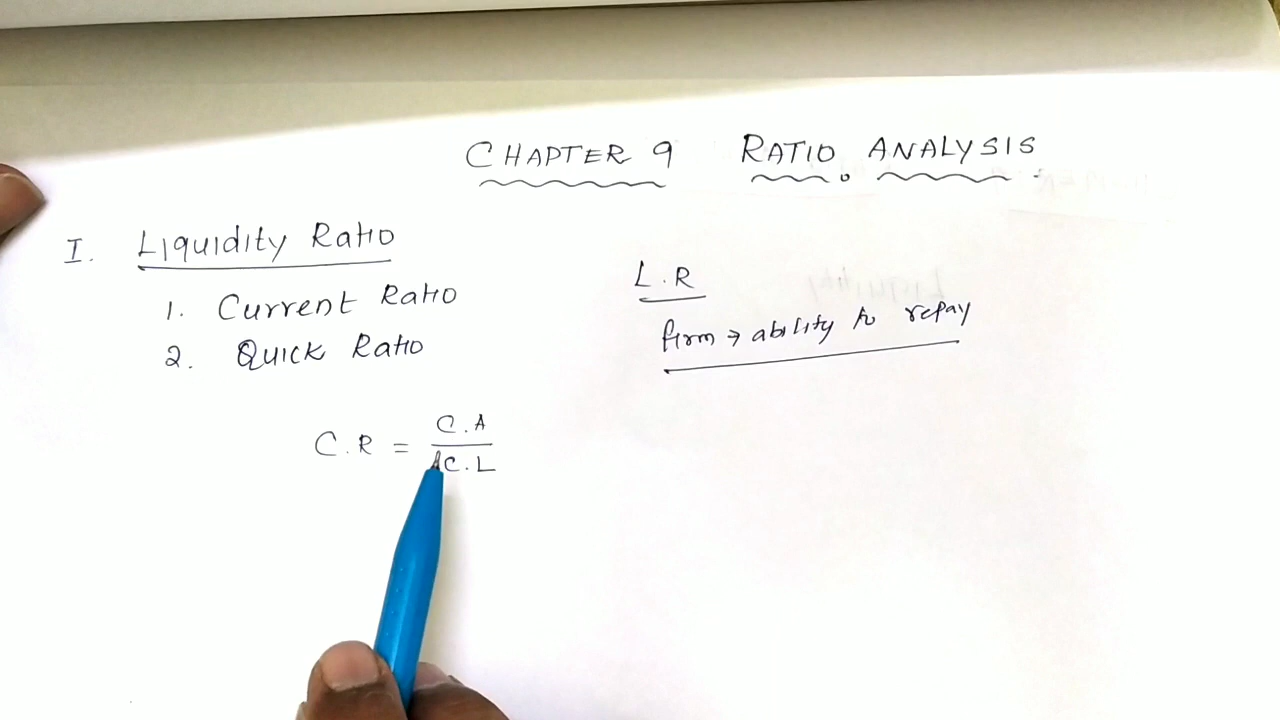 CHAPTER 9 RATIO ANALYSIS
I. Liquidity Ratio
1. Current Ratio
2. Quick Ratio
L.R
firm → ability to repay
C.R = C.A
C.L